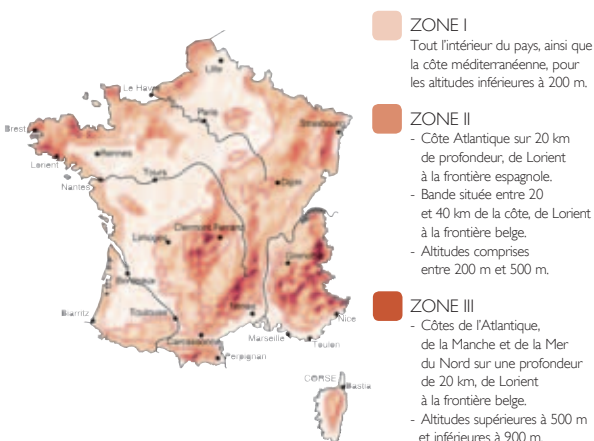 Lille
Le Havre
Paris
Strasbourg
Brest
Rennes
Lorient
Tours
Nantes
Dijon
Clermont Ferrand
Limoges
Grenoble
Bordeaux
Biarritz
Toulouse
Nimes
Nice
Carcassonne
Marseille
Toulon
Perpignan
CORSE
Bastia
ZONE I
Tout l'intérieur du pays, ainsi que
la côte méditerranéenne, pour
les altitudes inférieures à 200 m.
ZONE II
- Côte Atlantique sur 20 km
de profondeur, de Lorient
à la frontière espagnole.
- Bande située entre 20
et 40 km de la côte, de Lorient
à la frontière belge.
- Altitudes comprises
entre 200 m et 500 m.
ZONE III
- Côtes de l'Atlantique,
de la Manche et de la Mer
du Nord sur une profondeur
de 20 km, de Lorient
à la frontière belge.
- Altitudes supérieures à 500 m
et inférieures à 900 m.